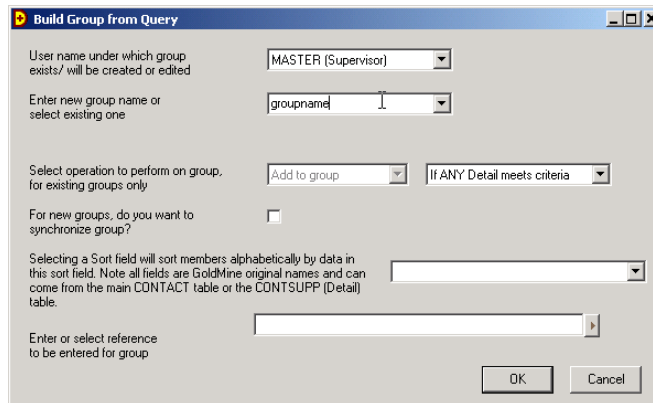 Build Group from Query
User name under which group
exists/ will be created or edited
MASTER (Supervisor)
Enter new group name or
select existing one
groupname
Select operation to perform on group,
for existing groups only
Add to group
If ANY Detail meets criteria
For new groups, do you want to
synchronize group?
Selecting a Sort field will sort members alphabetically by data in
this sort field. Note all fields are GoldMine original names and can
come from the main CONTACT table or the CONTSUPP (Detail)
table.
Enter or select reference
to be entered for group
OK
Cancel